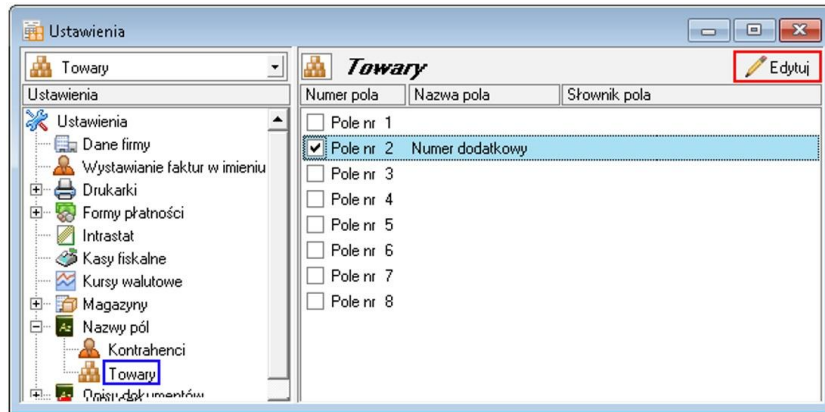 Ustawienia
Towary
Towary
Edytuj
Ustawienia
Numer pola Nazwa pola Słownik pola
Ustawienia
Dane firmy
Wystawianie faktur w imieniu
Drukarki
Formy płatności
Intrastat
Kasy fiskalne
Kursy walutowe
Magazyny
Nazwy pól
Kontrahenci
Towary
Opisy dokumentów
Pole nr 1
Pole nr 2 Numer dodatkowy
Pole nr 3
Pole nr 4
Pole nr 5
Pole nr 6
Pole nr 7
Pole nr 8